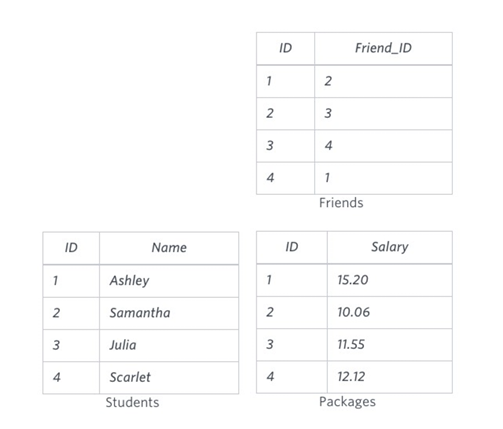 ID Friend_ID
1 2
2 3
3 4
4 1
Friends
ID Name
1 Ashley
2 Samantha
3 Julia
4 Scarlet
Students
ID Salary
1 15.20
2 10.06
3 11.55
4 12.12
Packages